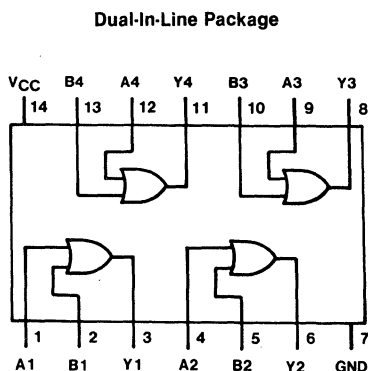 Dual-In-Line Package
VCC B4 A4 Y4 B3 A3 Y3
14 13 12 11 10 9 8
1 2 3 4 5 6 7
A1 B1 Y1 A2 B2 Y2 GND